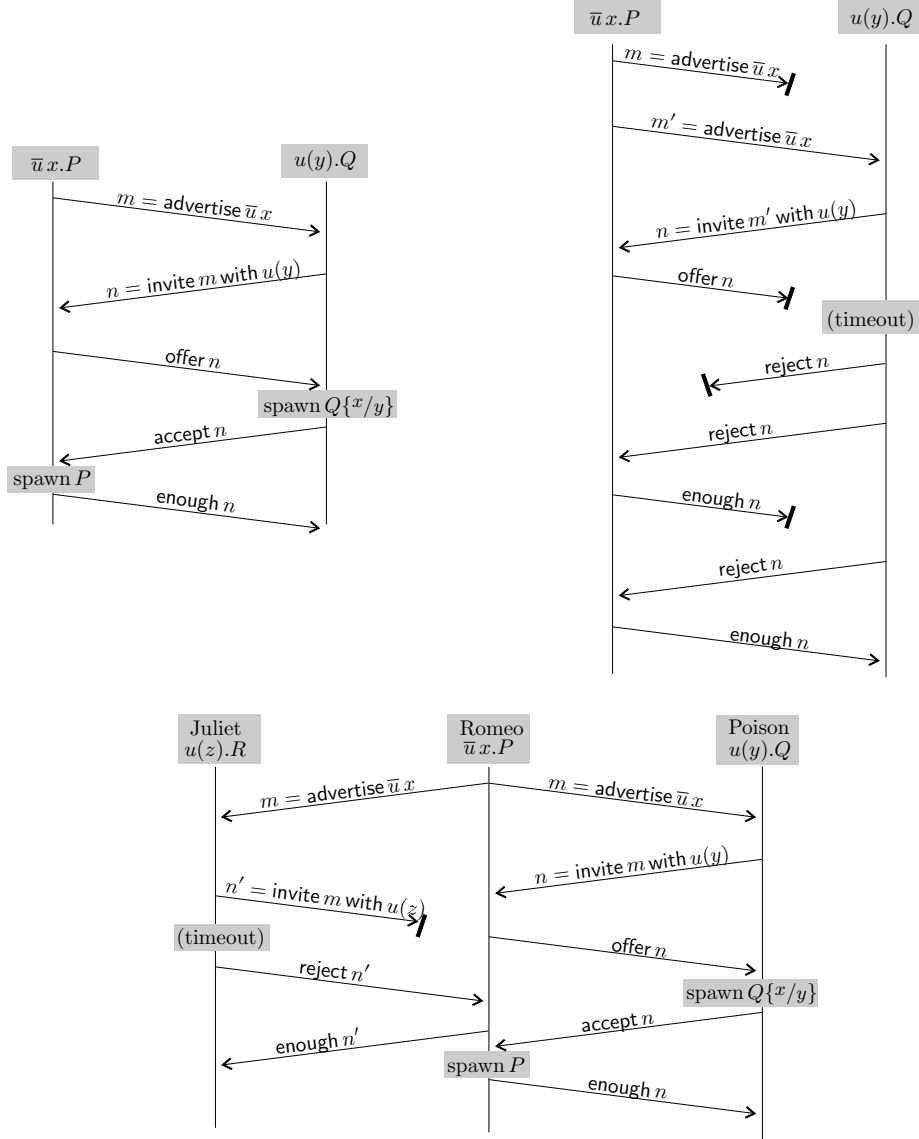 u̅ x.P
u(y).Q
m = advertise u̅ x
n = invite m with u(y)
offer n
spawn Q{x/y}
accept n
spawn P
enough n
u̅ x.P
u(y).Q
m = advertise u̅ x
m′ = advertise u̅ x
n = invite m′ with u(y)
offer n
(timeout)
reject n
reject n
enough n
reject n
enough n
Juliet
u(z).R
Romeo
u̅ x.P
Poison
u(y).Q
m = advertise u̅ x
m = advertise u̅ x
n = invite m with u(y)
n′ = invite m with u(z)
(timeout)
offer n
reject n′
spawn Q{x/y}
accept n
enough n′
spawn P
enough n